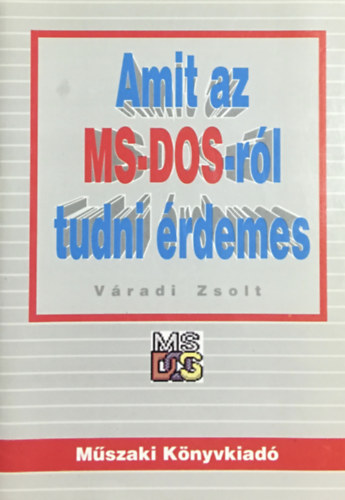 Amit az
MS-DOS-ról
tudni érdemes
Váradi Zsolt
MS
DOS
Műszaki Könyvkiadó